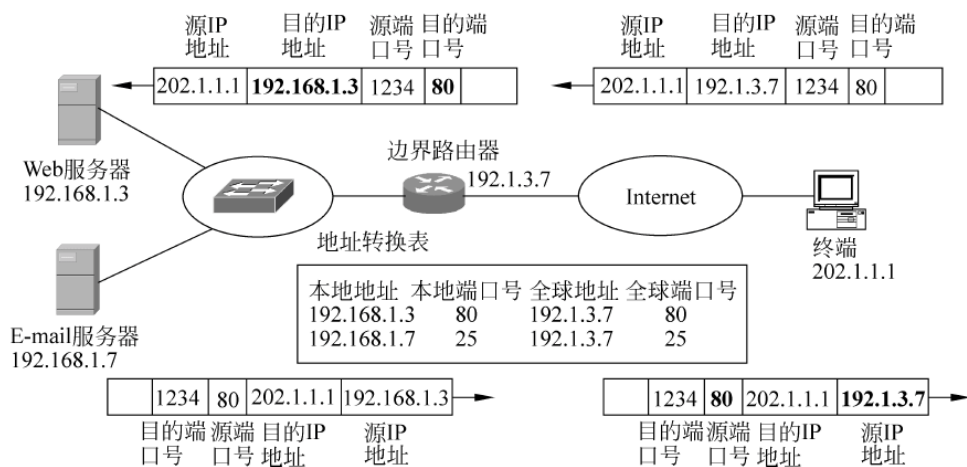 源IP地址 目的IP地址 源端口号 目的端口号
202.1.1.1 192.168.1.3 1234 80
源IP地址 目的IP地址 源端口号 目的端口号
202.1.1.1 192.1.3.7 1234 80
Web服务器
192.168.1.3
边界路由器
192.1.3.7
Internet
终端
202.1.1.1
E-mail服务器
192.168.1.7
地址转换表
本地地址 本地端口号 全球地址 全球端口号
192.168.1.3 80 192.1.3.7 80
192.168.1.7 25 192.1.3.7 25
1234 80 202.1.1.1 192.168.1.3
目的端口号 源端口号 目的IP地址 源IP地址
1234 80 202.1.1.1 192.1.3.7
目的端口号 源端口号 目的IP地址 源IP地址